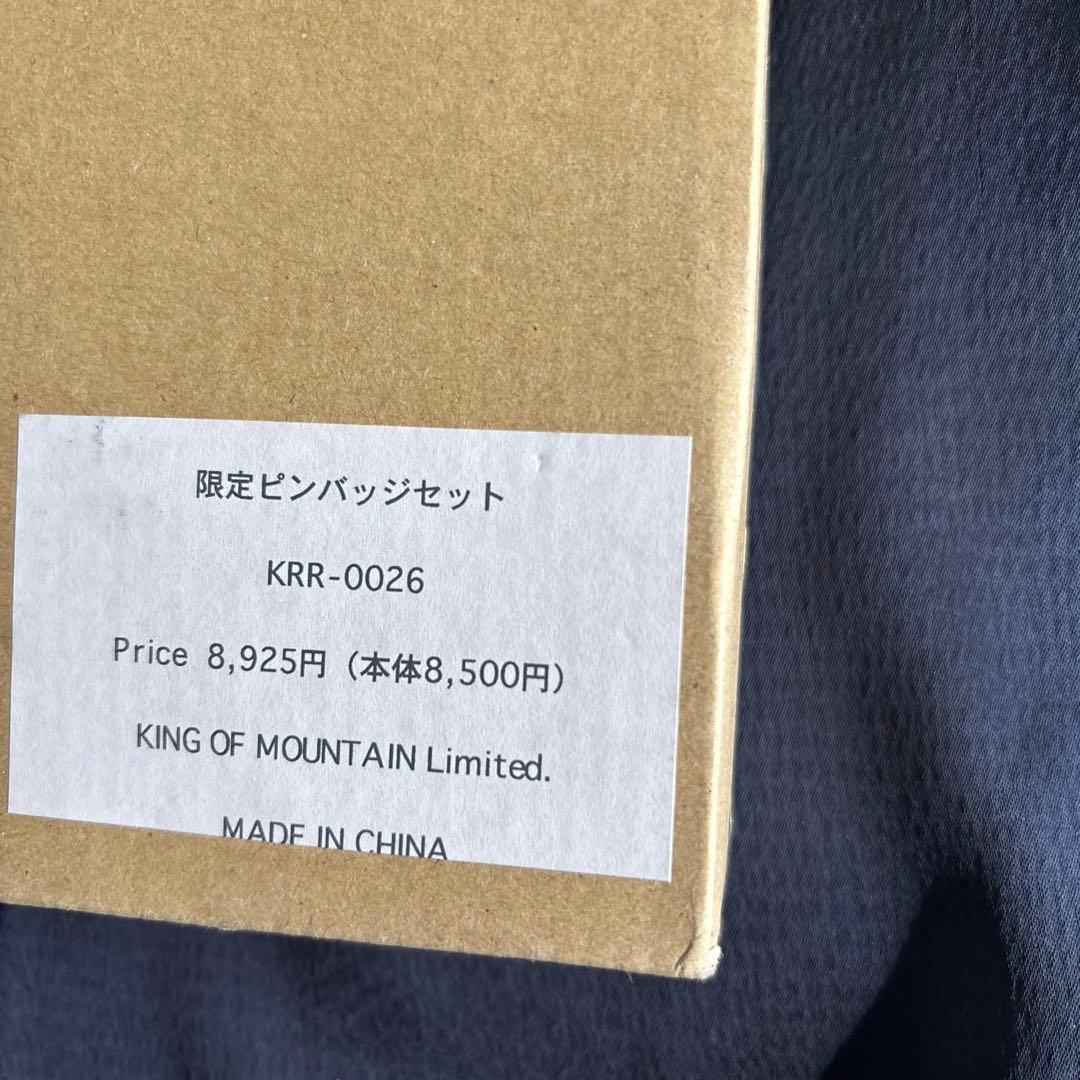 限定ピンバッジセット
KRR-0026
Price 8,925円（本体8,500円）
KING OF MOUNTAIN Limited.
MADE IN CHINA